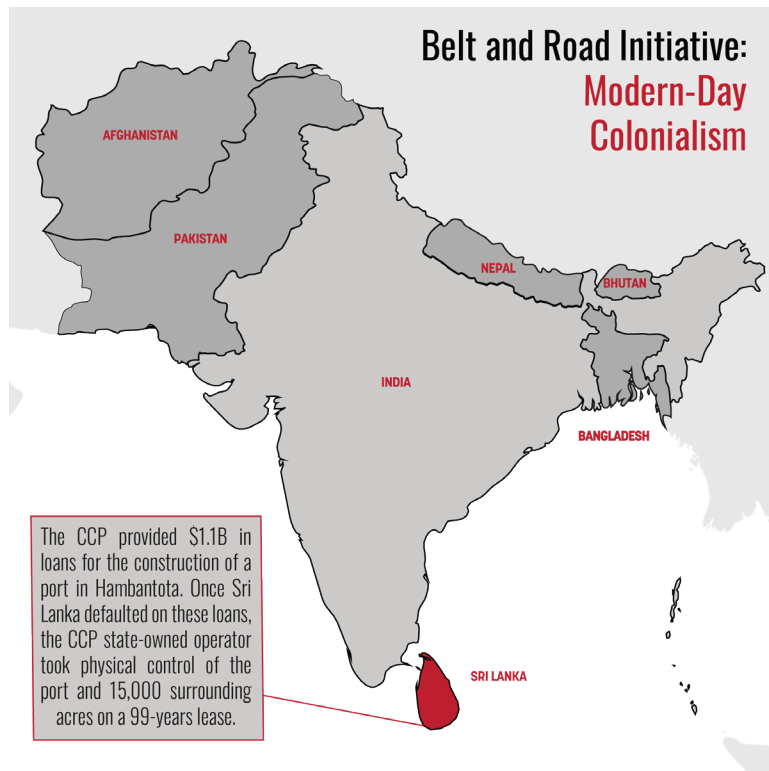 Belt and Road Initiative:
Modern-Day
Colonialism
AFGHANISTAN
PAKISTAN
NEPAL
BHUTAN
INDIA
BANGLADESH
The CCP provided $1.1B in
loans for the construction of a
port in Hambantota. Once Sri
Lanka defaulted on these loans,
the CCP state-owned operator
took physical control of the
port and 15,000 surrounding
acres on a 99-years lease.
SRI LANKA